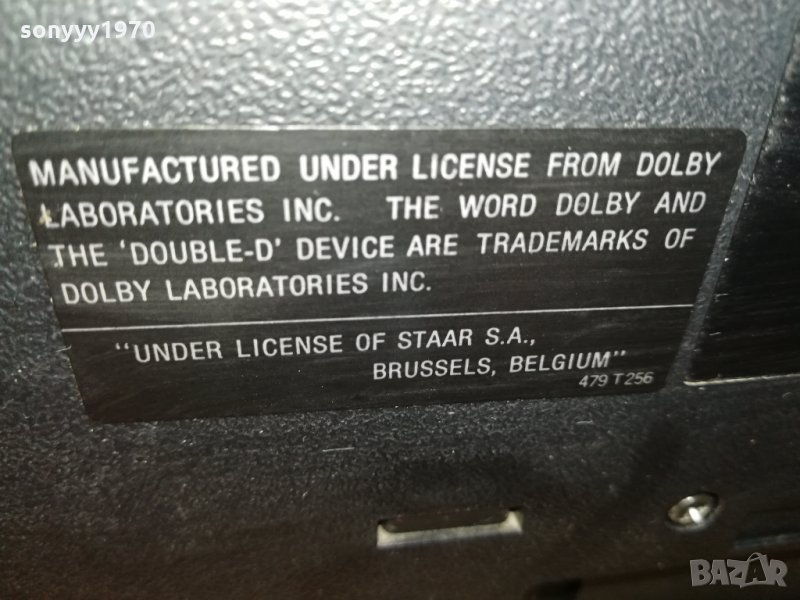 sonyyy1970
MANUFACTURED UNDER LICENSE FROM DOLBY
LABORATORIES INC. THE WORD DOLBY AND
THE 'DOUBLE-D' DEVICE ARE TRADEMARKS OF
DOLBY LABORATORIES INC.
"UNDER LICENSE OF STAAR S.A.,
BRUSSELS, BELGIUM"
479 T 256
BAZAR